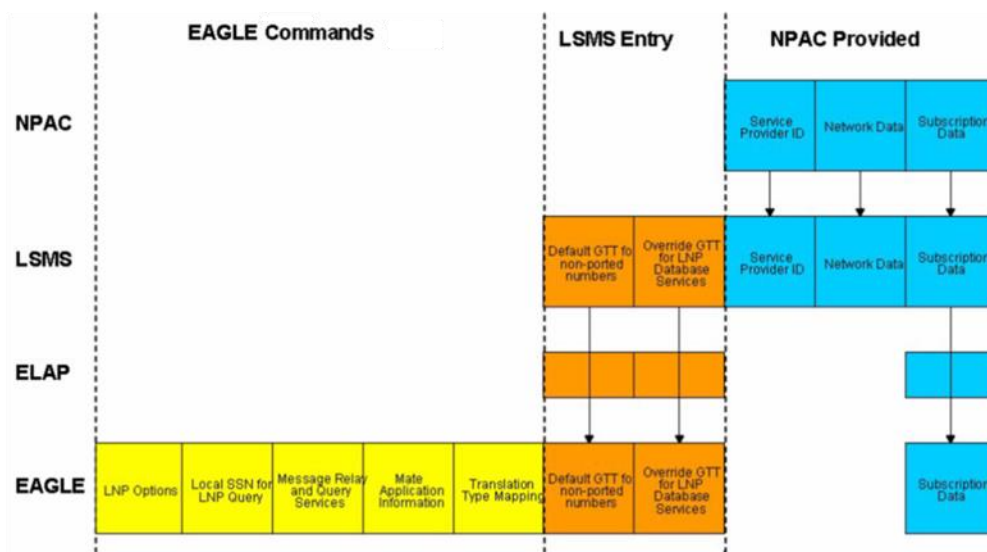 EAGLE Commands
LSMS Entry
NPAC Provided
NPAC
Service
Provider ID
Network Data
Subscription
Data
LSMS
Default GTT fo
non-ported
numbers
Override GTT
for LNP
Database
Services
Service
Provider ID
Network Data
Subscription
Data
ELAP
EAGLE
LNP Options
Local SSN for
LNP Query
Message Relay
and Query
Services
Mate
Application
Information
Translation
Type Mapping
Default GTT fo
non-ported
numbers
Override GTT
for LNP
Database
Services
Subscription
Data